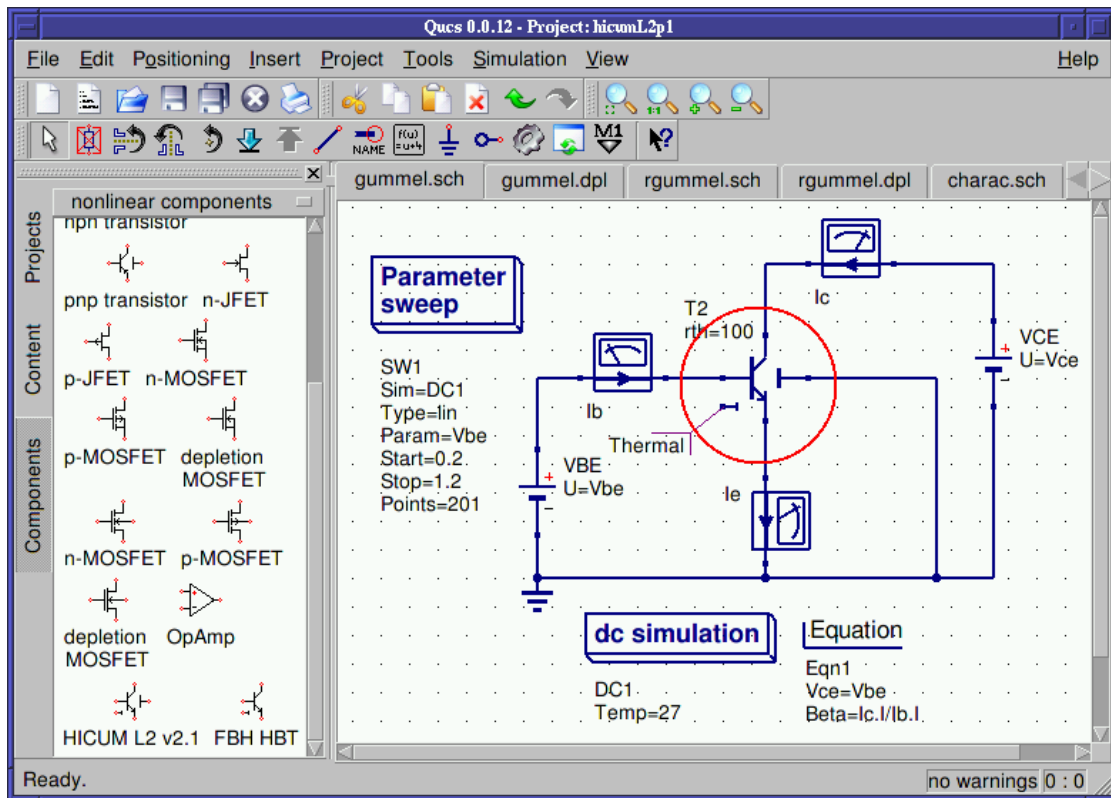 Qucs 0.0.12 - Project: hicumL2p1
File Edit Positioning Insert Project Tools Simulation View Help
1:1
NAME
f(ω)
=u+4
M1
gummel.sch gummel.dpl rgummel.sch rgummel.dpl charac.sch
Projects
Content
Components
nonlinear components
npn transistor
pnp transistor n-JFET
p-JFET n-MOSFET
p-MOSFET depletion
MOSFET
n-MOSFET p-MOSFET
depletion OpAmp
MOSFET
HICUM L2 v2.1 FBH HBT
Parameter
sweep
SW1
Sim=DC1
Type=lin
Param=Vbe
Start=0.2
Stop=1.2
Points=201
Ib
VBE
U=Vbe
T2
rth=100
Thermal
Ic
Ie
VCE
U=Vce
dc simulation
DC1
Temp=27
Equation
Eqn1
Vce=Vbe
Beta=Ic.I/Ib.I
Ready.
no warnings 0 : 0